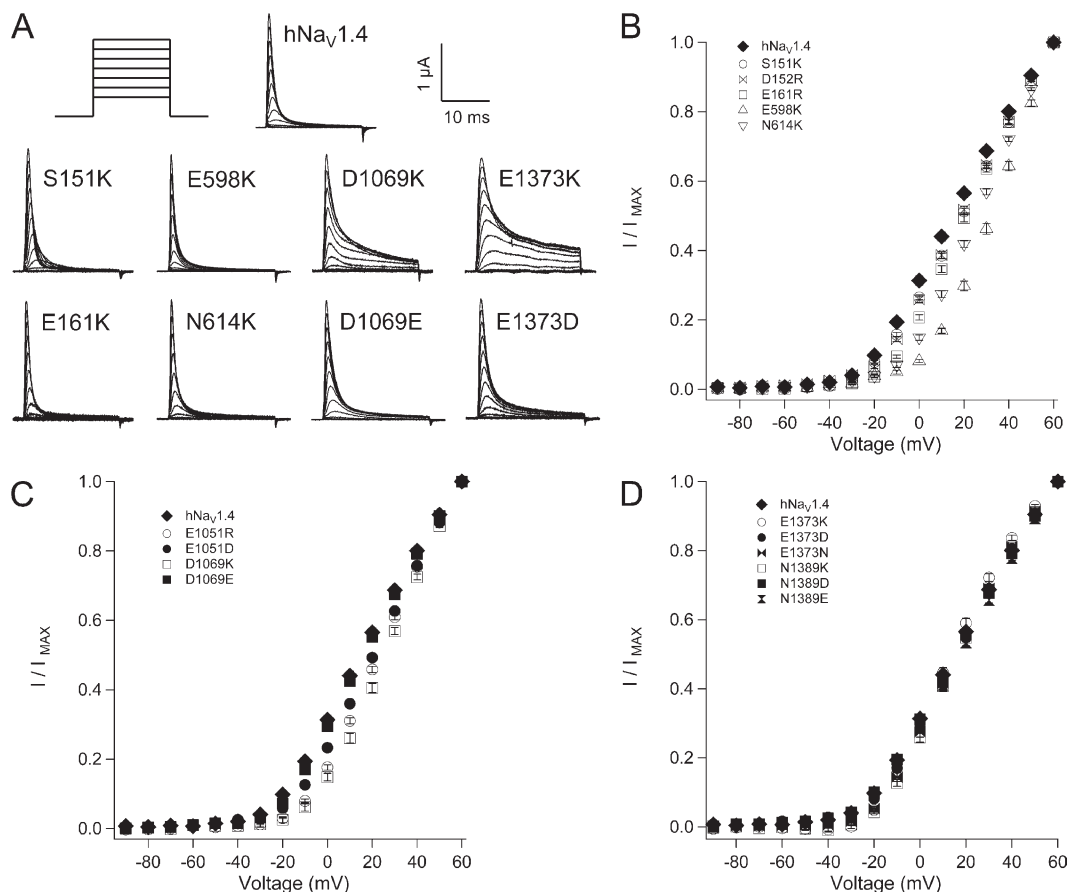 A
hNaV1.4
1 µA
10 ms
S151K
E598K
D1069K
E1373K
E161K
N614K
D1069E
E1373D
B
1.0
0.8
0.6
0.4
0.2
0.0
I / I MAX
hNaV1.4
S151K
D152R
E161R
E598K
N614K
-80 -60 -40 -20 0 20 40 60
Voltage (mV)
C
1.0
0.8
0.6
0.4
0.2
0.0
I / I MAX
hNaV1.4
E1051R
E1051D
D1069K
D1069E
-80 -60 -40 -20 0 20 40 60
Voltage (mV)
D
1.0
0.8
0.6
0.4
0.2
0.0
I / I MAX
hNaV1.4
E1373K
E1373D
E1373N
N1389K
N1389D
N1389E
-80 -60 -40 -20 0 20 40 60
Voltage (mV)